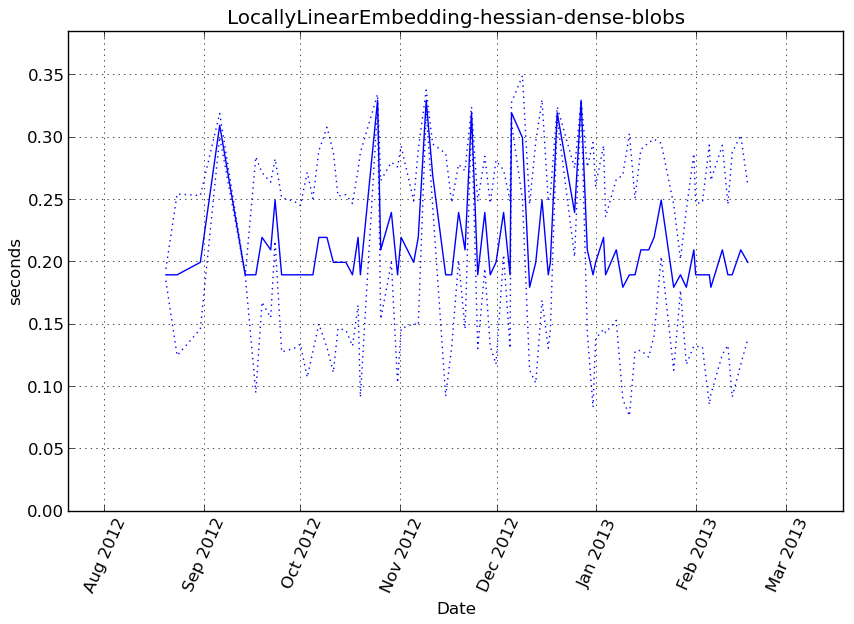 LocallyLinearEmbedding-hessian-dense-blobs
0.35
0.30
0.25
0.20
0.15
0.10
0.05
0.00
seconds
Aug 2012
Sep 2012
Oct 2012
Nov 2012
Dec 2012
Jan 2013
Feb 2013
Mar 2013
Date